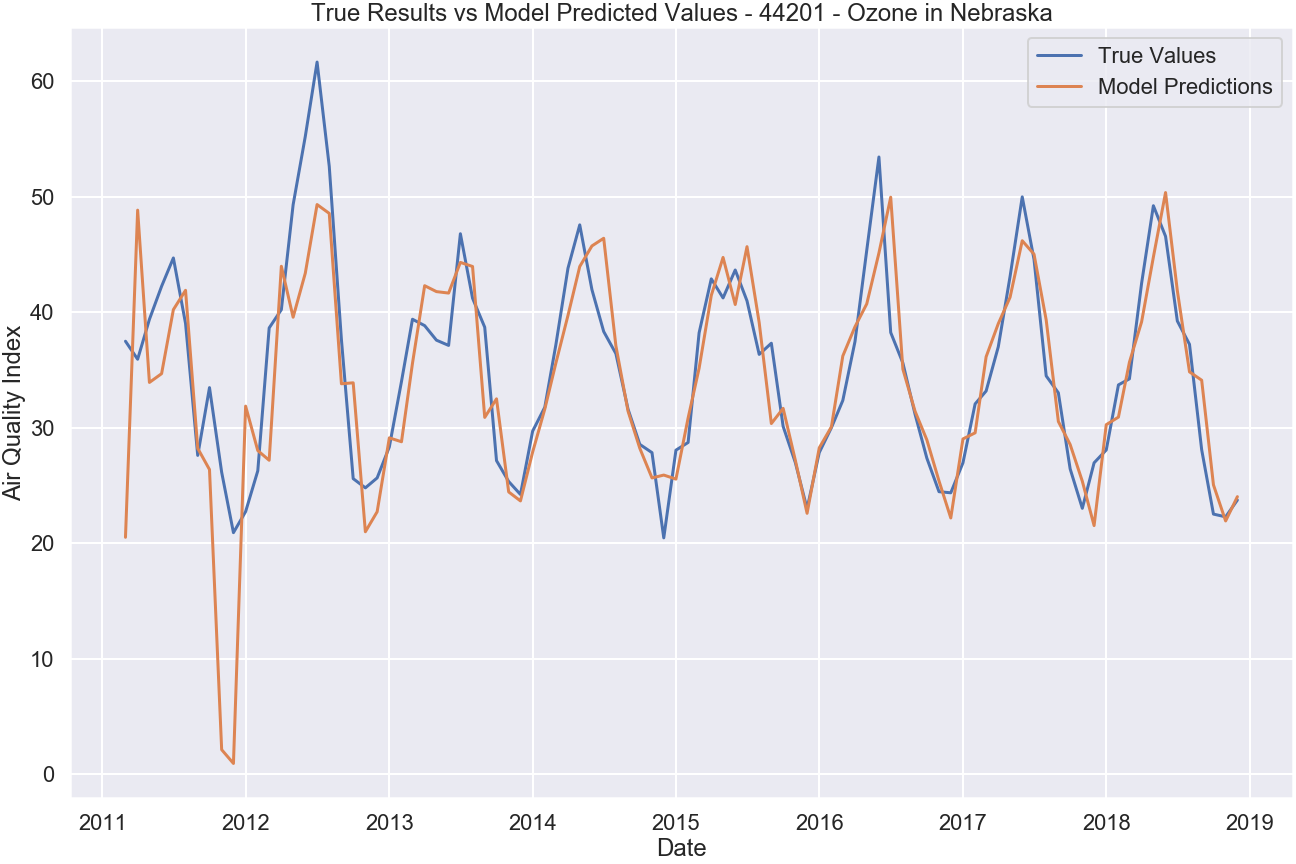 True Results vs Model Predicted Values - 44201 - Ozone in Nebraska
True Values
Model Predictions
Air Quality Index
60
50
40
30
20
10
0
2011 2012 2013 2014 2015 2016 2017 2018 2019
Date